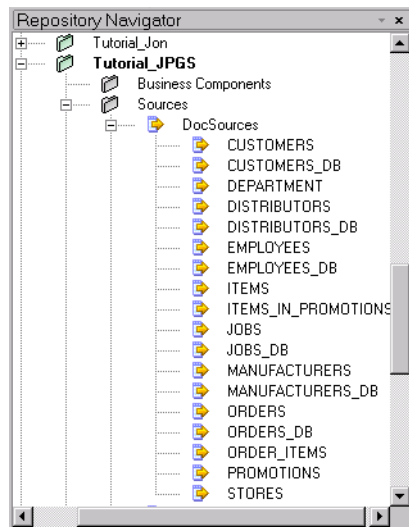 Repository Navigator
Tutorial_Jon
Tutorial_JPGS
Business Components
Sources
DocSources
CUSTOMERS
CUSTOMERS_DB
DEPARTMENT
DISTRIBUTORS
DISTRIBUTORS_DB
EMPLOYEES
EMPLOYEES_DB
ITEMS
ITEMS_IN_PROMOTIONS
JOBS
JOBS_DB
MANUFACTURERS
MANUFACTURERS_DB
ORDERS
ORDERS_DB
ORDER_ITEMS
PROMOTIONS
STORES